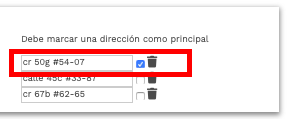 Debe marcar una dirección como principal
cr 50g #54-07
calle 45c #33-87
cr 67b #62-65